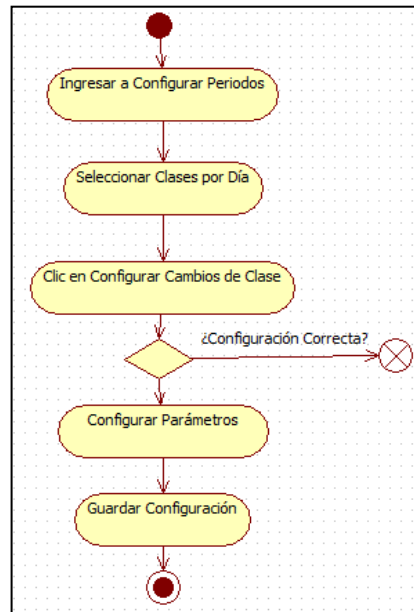 Ingresar a Configurar Periodos
Seleccionar Clases por Día
Clic en Configurar Cambios de Clase
¿Configuración Correcta?
Configurar Parámetros
Guardar Configuración